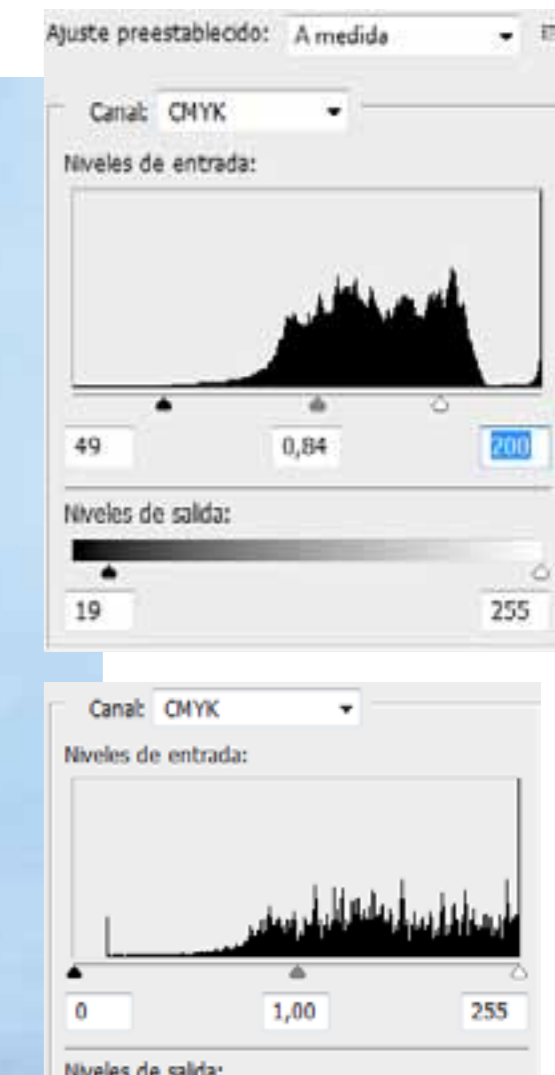 Ajuste preestablecido: A medida
Canal: CMYK
Niveles de entrada:
49 0,84 200
Niveles de salida:
19 255
Canal: CMYK
Niveles de entrada:
0 1,00 255
Niveles de salida: